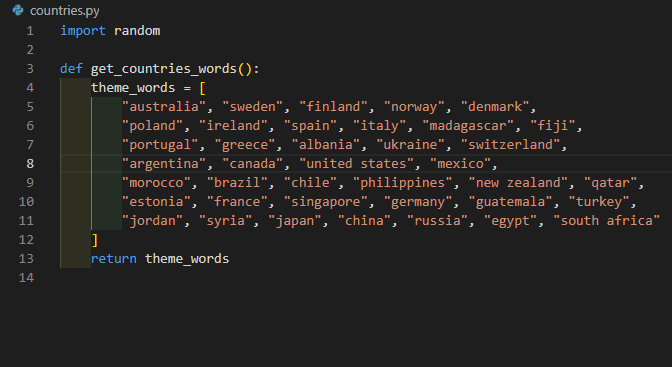 countries.py
1 import random
2
3 def get_countries_words():
4     theme_words = [
5         "australia", "sweden", "finland", "norway", "denmark",
6         "poland", "ireland", "spain", "italy", "madagascar", "fiji",
7         "portugal", "greece", "albania", "ukraine", "switzerland",
8         "argentina", "canada", "united states", "mexico",
9         "morocco", "brazil", "chile", "philippines", "new zealand", "qatar",
10         "estonia", "france", "singapore", "germany", "guatemala", "turkey",
11         "jordan", "syria", "japan", "china", "russia", "egypt", "south africa"
12     ]
13     return theme_words
14